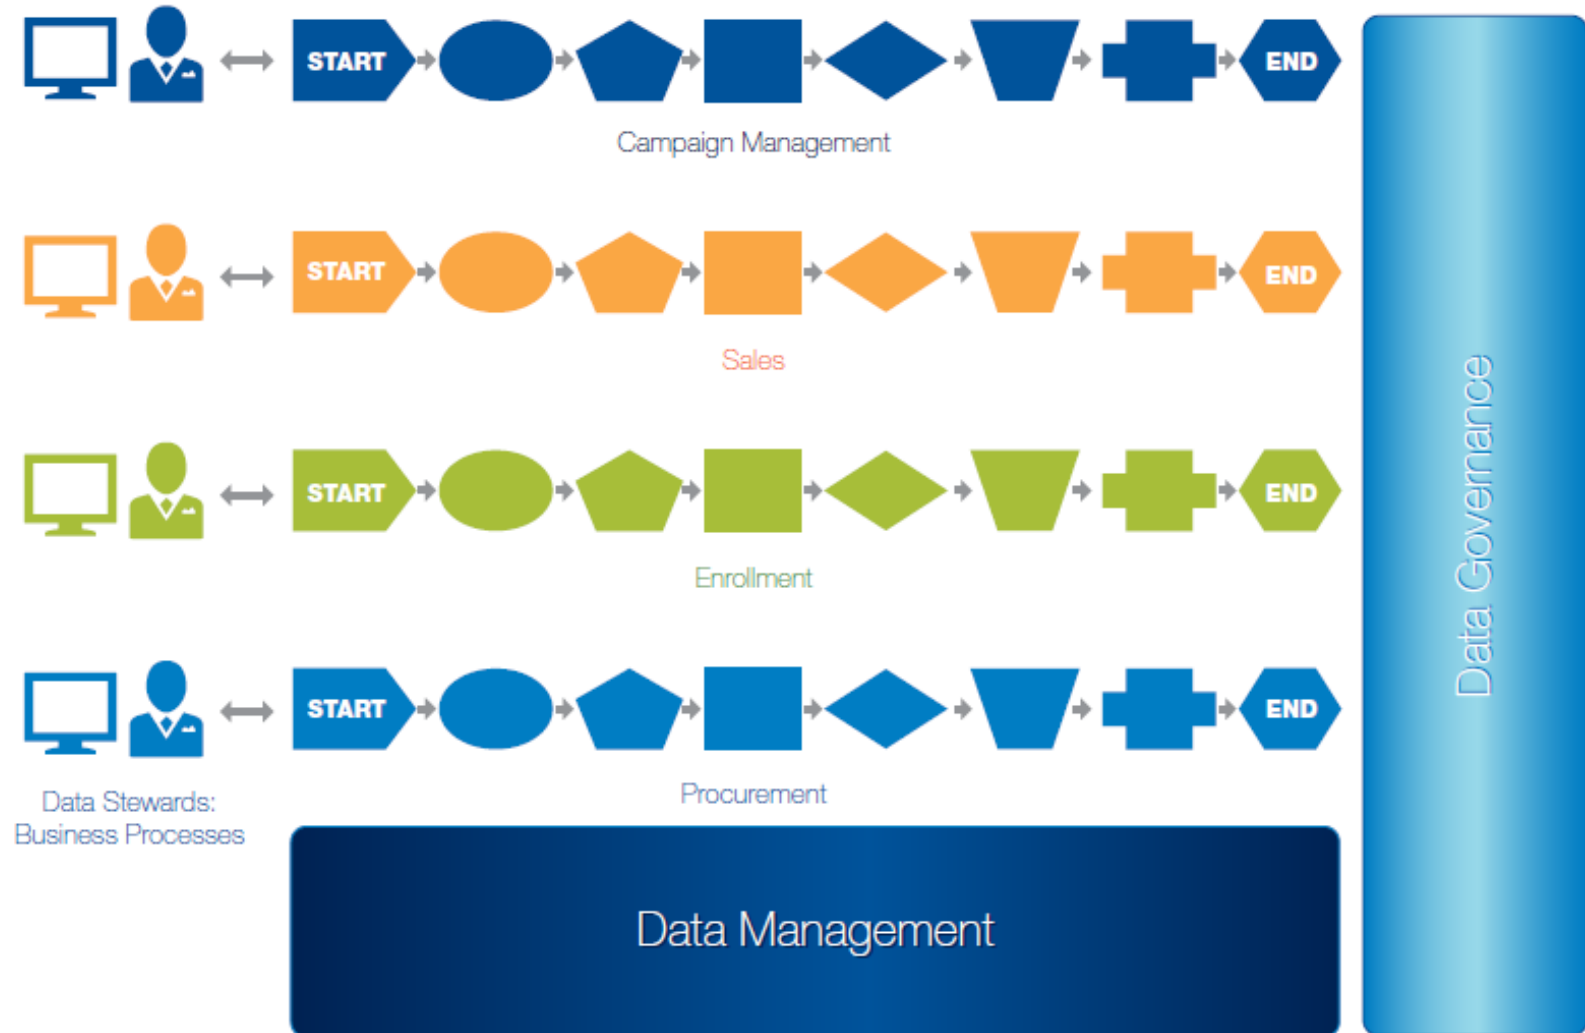 START
END
Campaign Management
START
END
Sales
START
END
Enrollment
START
END
Procurement
Data Stewards:
Business Processes
Data Management
Data Governance